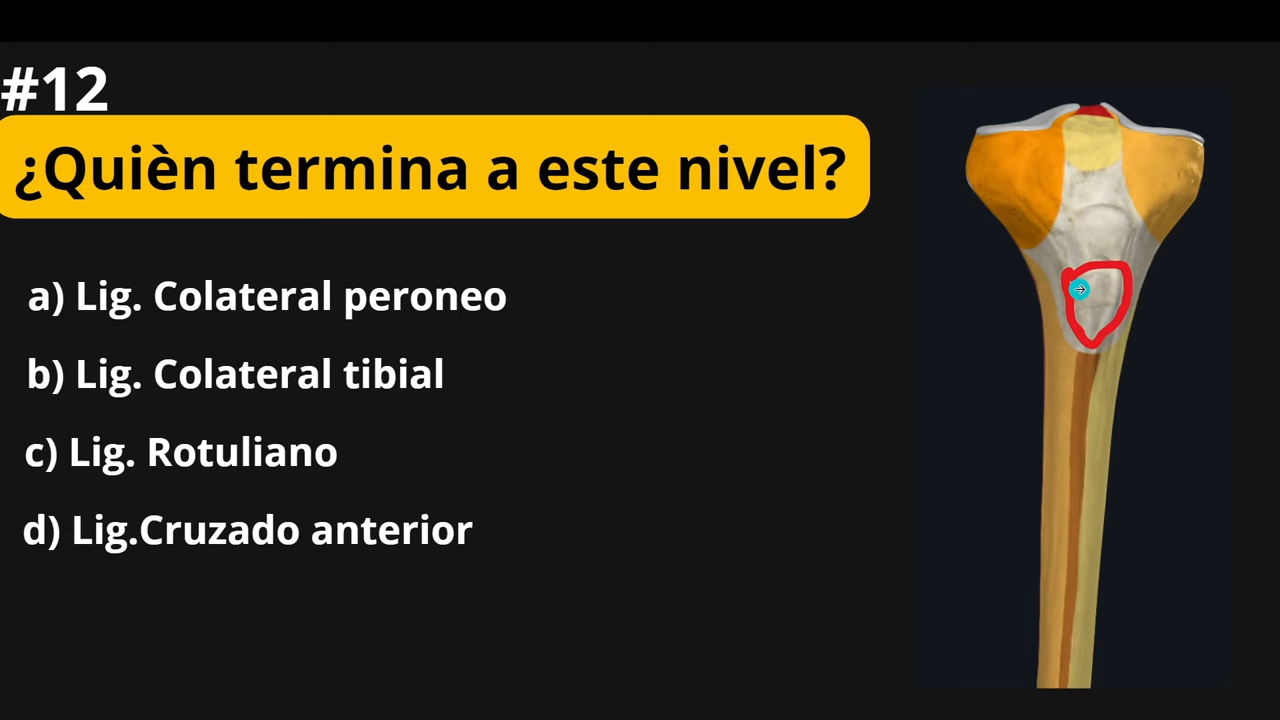 #12
¿Quièn termina a este nivel?
a) Lig. Colateral peroneo
b) Lig. Colateral tibial
c) Lig. Rotuliano
d) Lig.Cruzado anterior